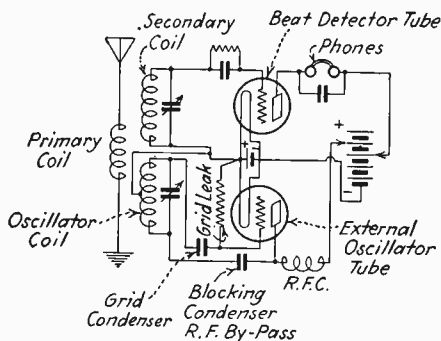 Secondary
Coil
Beat Detector Tube
Phones
Primary
Coil
+
-
Oscillator
Coil
Grid Leak
External
Oscillator
Tube
R.F.C.
Grid
Condenser
Blocking
Condenser
R.F. By-Pass